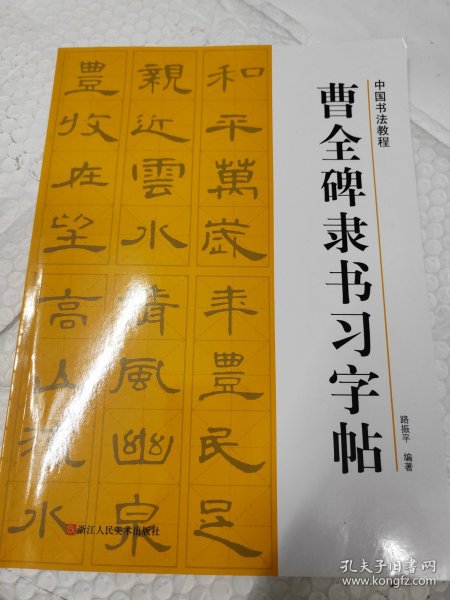 中国书法教程
曹全碑隶书习字帖
路振平 编著
和平萬歲
年豐民足
親近雲水
清風幽泉
豐收在望
高山流水
浙江人民美术出版社
孔夫子旧书网
www.kongfz.com